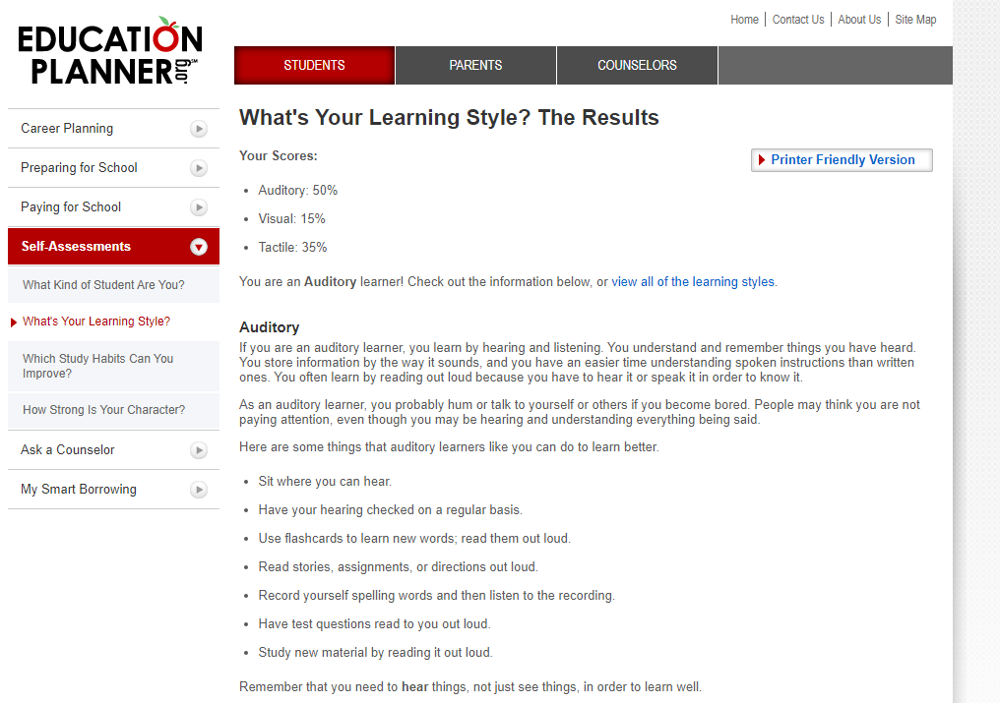 EDUCATION
PLANNER.org℠
Home | Contact Us | About Us | Site Map
STUDENTS
PARENTS
COUNSELORS
Career Planning
Preparing for School
Paying for School
Self-Assessments
What Kind of Student Are You?
What's Your Learning Style?
Which Study Habits Can You
Improve?
How Strong Is Your Character?
Ask a Counselor
My Smart Borrowing
What's Your Learning Style? The Results
Your Scores:
Printer Friendly Version
• Auditory: 50%
• Visual: 15%
• Tactile: 35%
You are an Auditory learner! Check out the information below, or view all of the learning styles.
Auditory
If you are an auditory learner, you learn by hearing and listening. You understand and remember things you have heard.
You store information by the way it sounds, and you have an easier time understanding spoken instructions than written
ones. You often learn by reading out loud because you have to hear it or speak it in order to know it.
As an auditory learner, you probably hum or talk to yourself or others if you become bored. People may think you are not
paying attention, even though you may be hearing and understanding everything being said.
Here are some things that auditory learners like you can do to learn better.
• Sit where you can hear.
• Have your hearing checked on a regular basis.
• Use flashcards to learn new words; read them out loud.
• Read stories, assignments, or directions out loud.
• Record yourself spelling words and then listen to the recording.
• Have test questions read to you out loud.
• Study new material by reading it out loud.
Remember that you need to hear things, not just see things, in order to learn well.